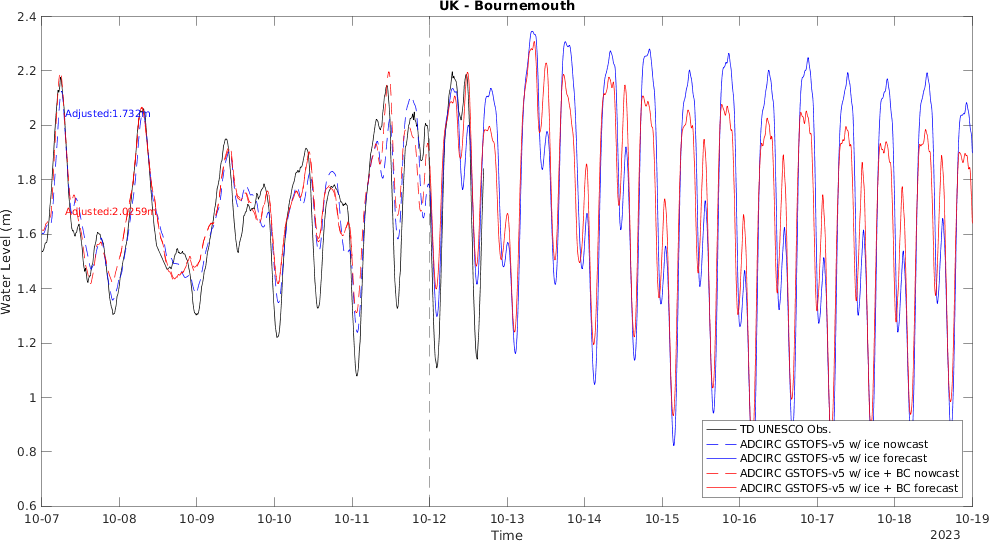 UK - Bournemouth
2.4
2.2
2
1.8
1.6
1.4
1.2
1
0.8
0.6
Water Level (m)
Adjusted:1.732m
Adjusted:2.0259m
TD UNESCO Obs.
ADCIRC GSTOFS-v5 w/ ice nowcast
ADCIRC GSTOFS-v5 w/ ice forecast
ADCIRC GSTOFS-v5 w/ ice + BC nowcast
ADCIRC GSTOFS-v5 w/ ice + BC forecast
10-07 10-08 10-09 10-10 10-11 10-12 10-13 10-14 10-15 10-16 10-17 10-18 10-19
Time
2023